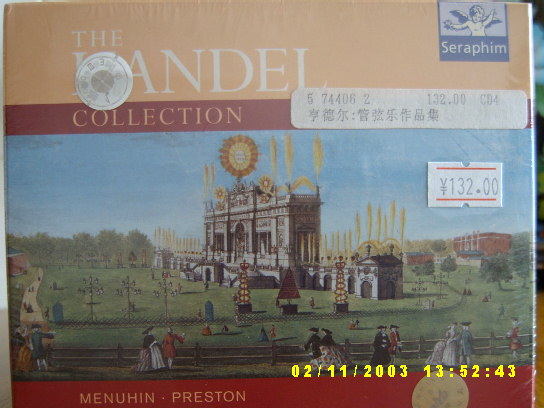 THE
HANDEL
COLLECTION
Seraphim
5 74406 2 132.00 CD4
亨德尔:管弦乐作品集
¥132.00
MENUHIN · PRESTON
02/11/2003 13:52:43